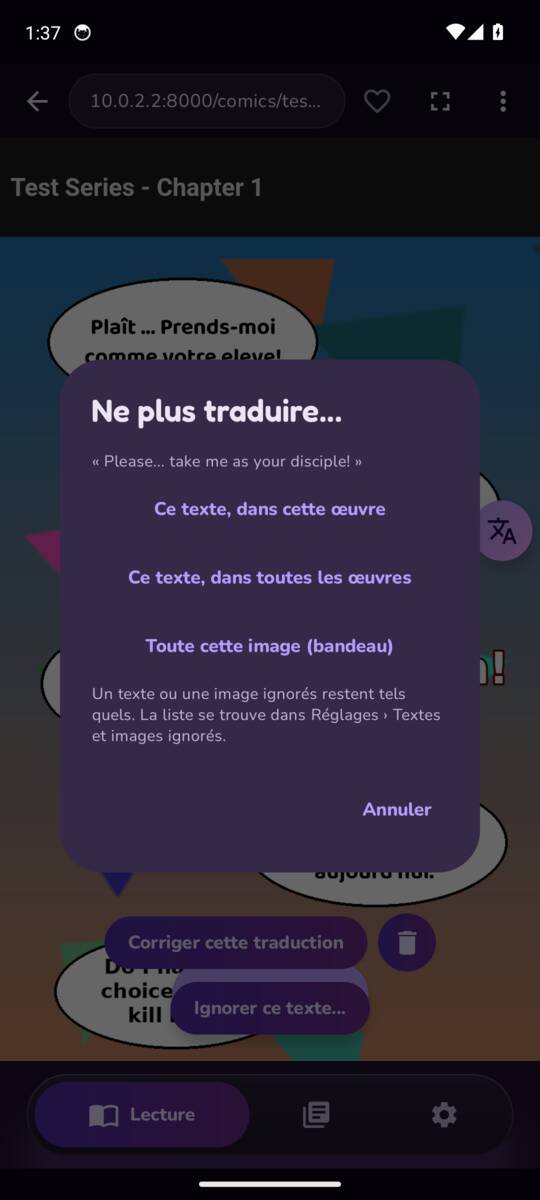 1:37
10.0.2.2:8000/comics/tes...
Test Series - Chapter 1
Plaît ... Prends-moi
comme votre eleve!
Ne plus traduire...
« Please... take me as your disciple! »
Ce texte, dans cette œuvre
Ce texte, dans toutes les œuvres
Toute cette image (bandeau)
Un texte ou une image ignorés restent tels
quels. La liste se trouve dans Réglages › Textes
et images ignorés.
Annuler
aujourd'hui.
Corriger cette traduction
choice
kill
Ignorer ce texte...
Lecture